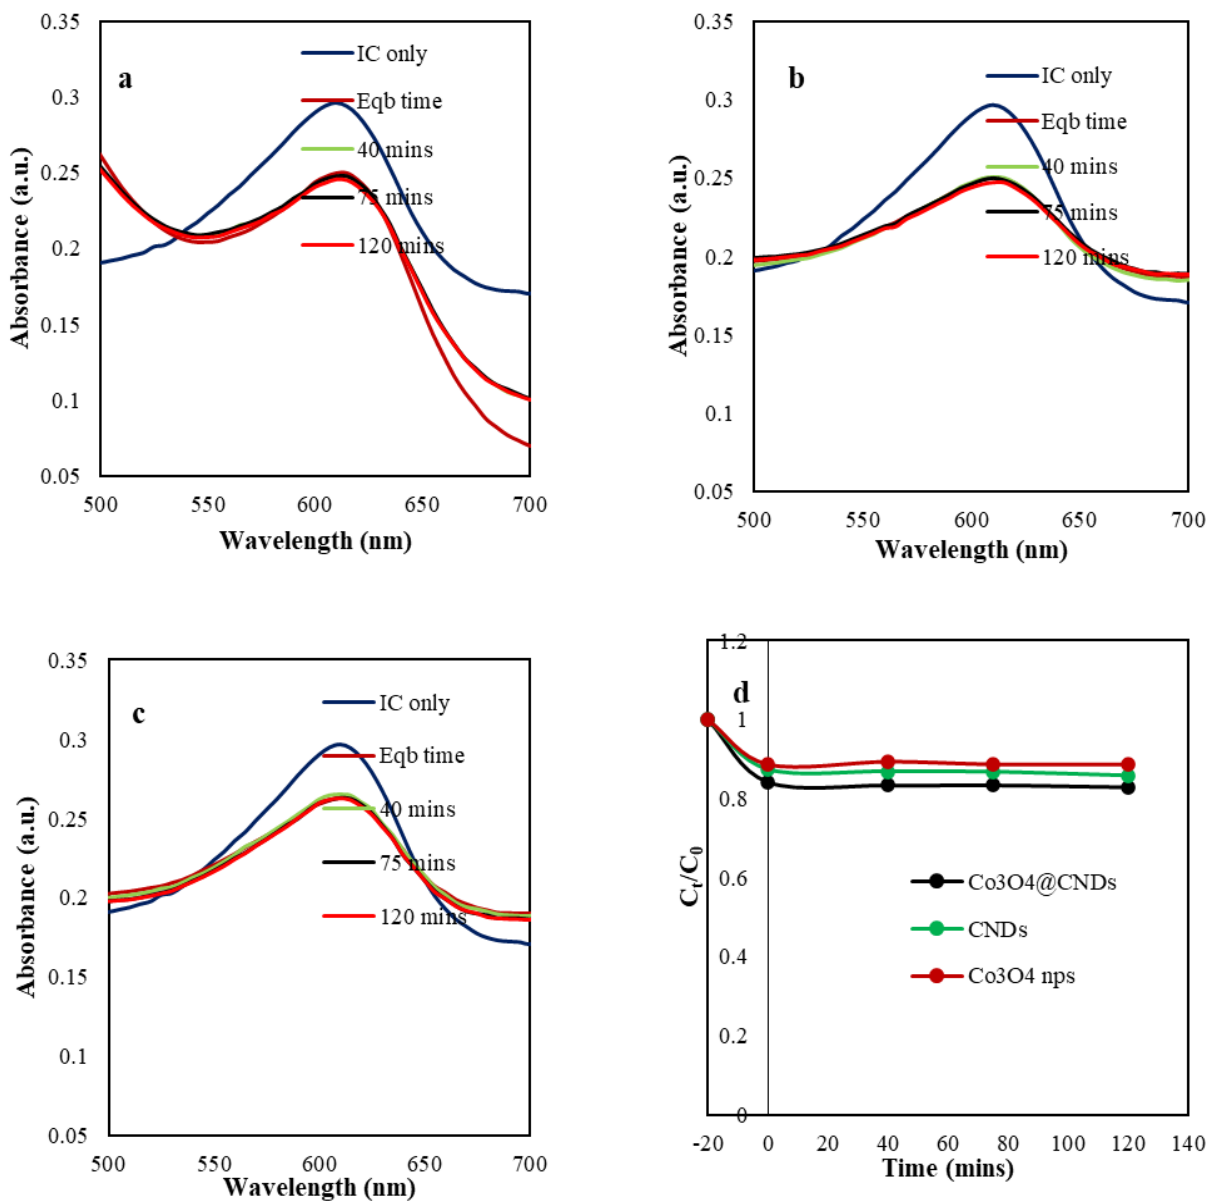 a
0.35
0.3
0.25
0.2
0.15
0.1
0.05
Absorbance (a.u.)
IC only
Eqb time
40 mins
75 mins
120 mins
500 550 600 650 700
Wavelength (nm)
b
0.35
0.3
0.25
0.2
0.15
0.1
0.05
Absorbance (a.u.)
IC only
Eqb time
40 mins
75 mins
120 mins
500 550 600 650 700
Wavelength (nm)
c
0.35
0.3
0.25
0.2
0.15
0.1
0.05
Absorbance (a.u.)
IC only
Eqb time
40 mins
75 mins
120 mins
500 550 600 650 700
Wavelength (nm)
d
1.2
1
0.8
0.6
0.4
0.2
0
Cₜ/C₀
Co3O4@CNDs
CNDs
Co3O4 nps
-20 0 20 40 60 80 100 120 140
Time (mins)